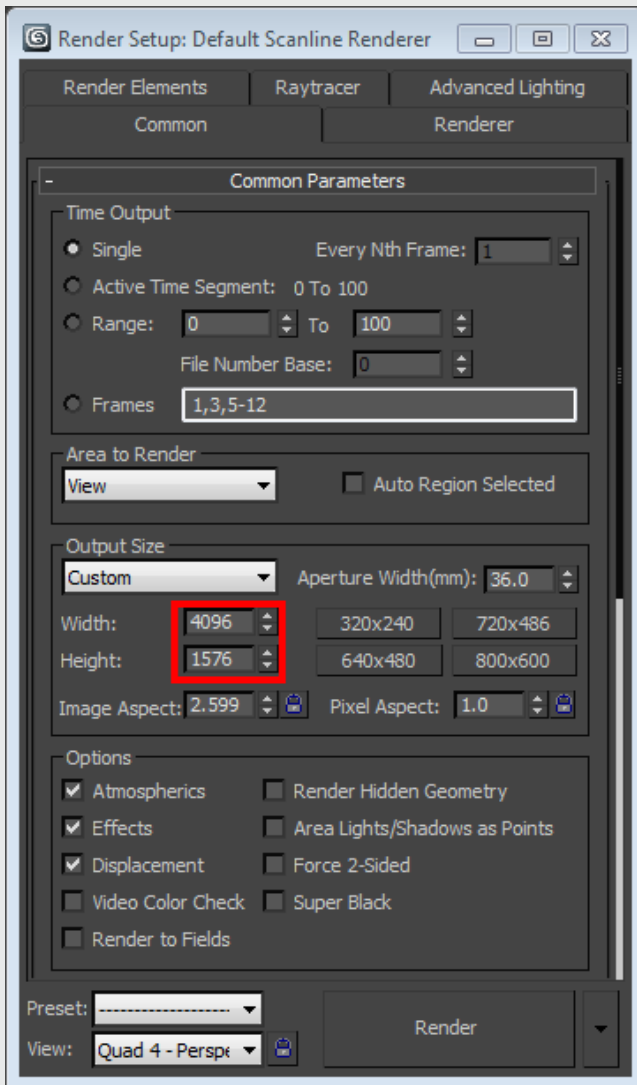 Render Setup: Default Scanline Renderer
Render Elements Raytracer Advanced Lighting
Common Renderer
- Common Parameters
Time Output
Single Every Nth Frame: 1
Active Time Segment: 0 To 100
Range: 0 To 100
File Number Base: 0
Frames 1,3,5-12
Area to Render
View Auto Region Selected
Output Size
Custom Aperture Width(mm): 36.0
Width: 4096 320x240 720x486
Height: 1576 640x480 800x600
Image Aspect: 2.599 Pixel Aspect: 1.0
Options
Atmospherics Render Hidden Geometry
Effects Area Lights/Shadows as Points
Displacement Force 2-Sided
Video Color Check Super Black
Render to Fields
Preset: -------------------
Render
View: Quad 4 - Perspe